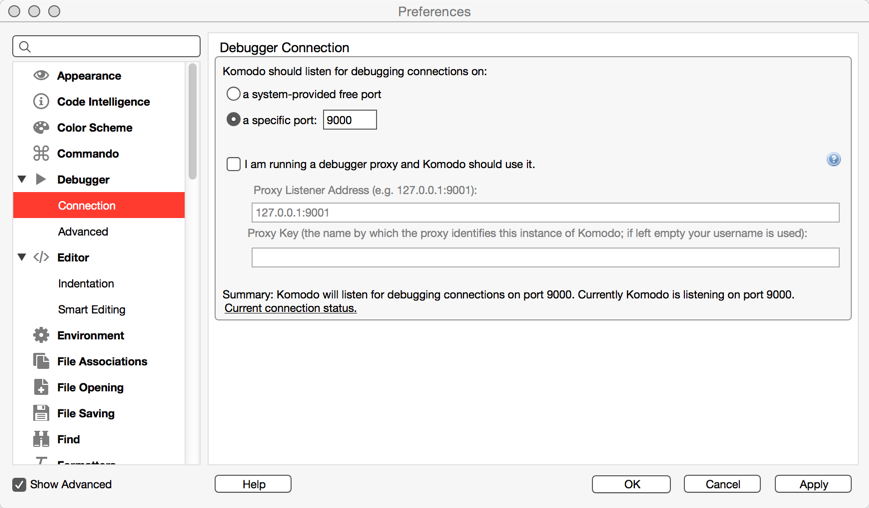 Preferences
Appearance
Code Intelligence
Color Scheme
Commando
Debugger
Connection
Advanced
Editor
Indentation
Smart Editing
Environment
File Associations
File Opening
File Saving
Find
Formatters
Show Advanced
Debugger Connection
Komodo should listen for debugging connections on:
a system-provided free port
a specific port: 9000
I am running a debugger proxy and Komodo should use it.
Proxy Listener Address (e.g. 127.0.0.1:9001):
127.0.0.1:9001
Proxy Key (the name by which the proxy identifies this instance of Komodo; if left empty your username is used):
Summary: Komodo will listen for debugging connections on port 9000. Currently Komodo is listening on port 9000.
Current connection status.
Help
OK
Cancel
Apply